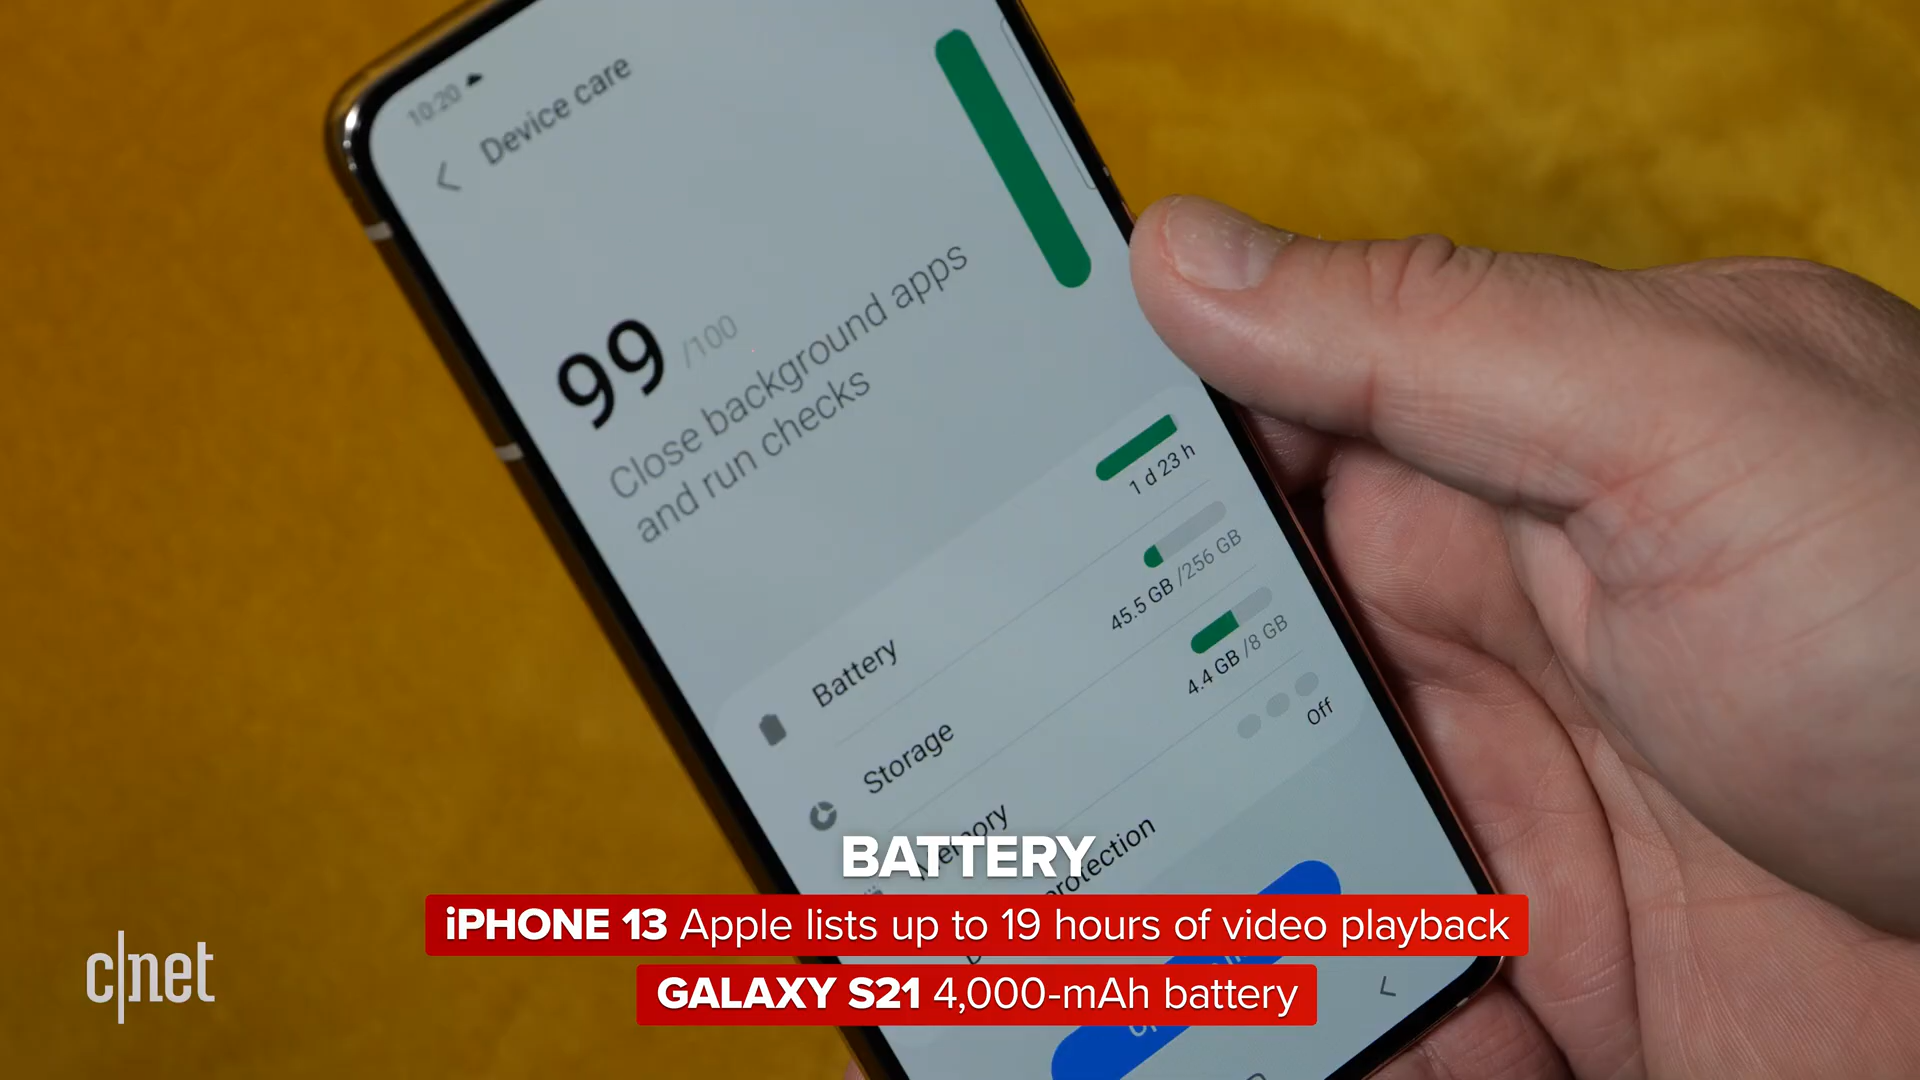 10:20
Device care
99 /100
Close background apps
and run checks
Battery
1 d 23 h
Storage
45.5 GB /256 GB
Memory
4.4 GB /8 GB
Off
BATTERY
iPHONE 13 Apple lists up to 19 hours of video playback
GALAXY S21 4,000-mAh battery
c|net